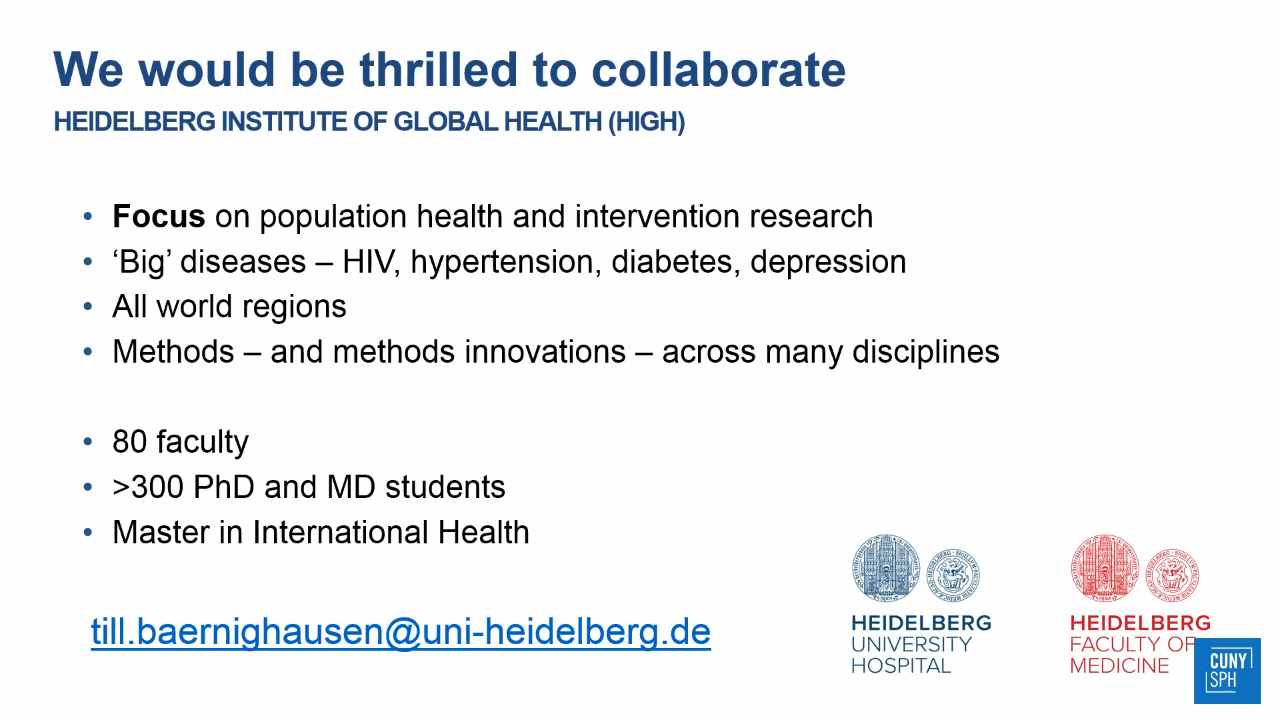 We would be thrilled to collaborate
HEIDELBERG INSTITUTE OF GLOBAL HEALTH (HIGH)
• Focus on population health and intervention research
• ‘Big’ diseases – HIV, hypertension, diabetes, depression
• All world regions
• Methods – and methods innovations – across many disciplines
• 80 faculty
• >300 PhD and MD students
• Master in International Health
till.baernighausen@uni-heidelberg.de
HEIDELBERG
UNIVERSITY
HOSPITAL
HEIDELBERG
FACULTY OF
MEDICINE
CUNY
SPH